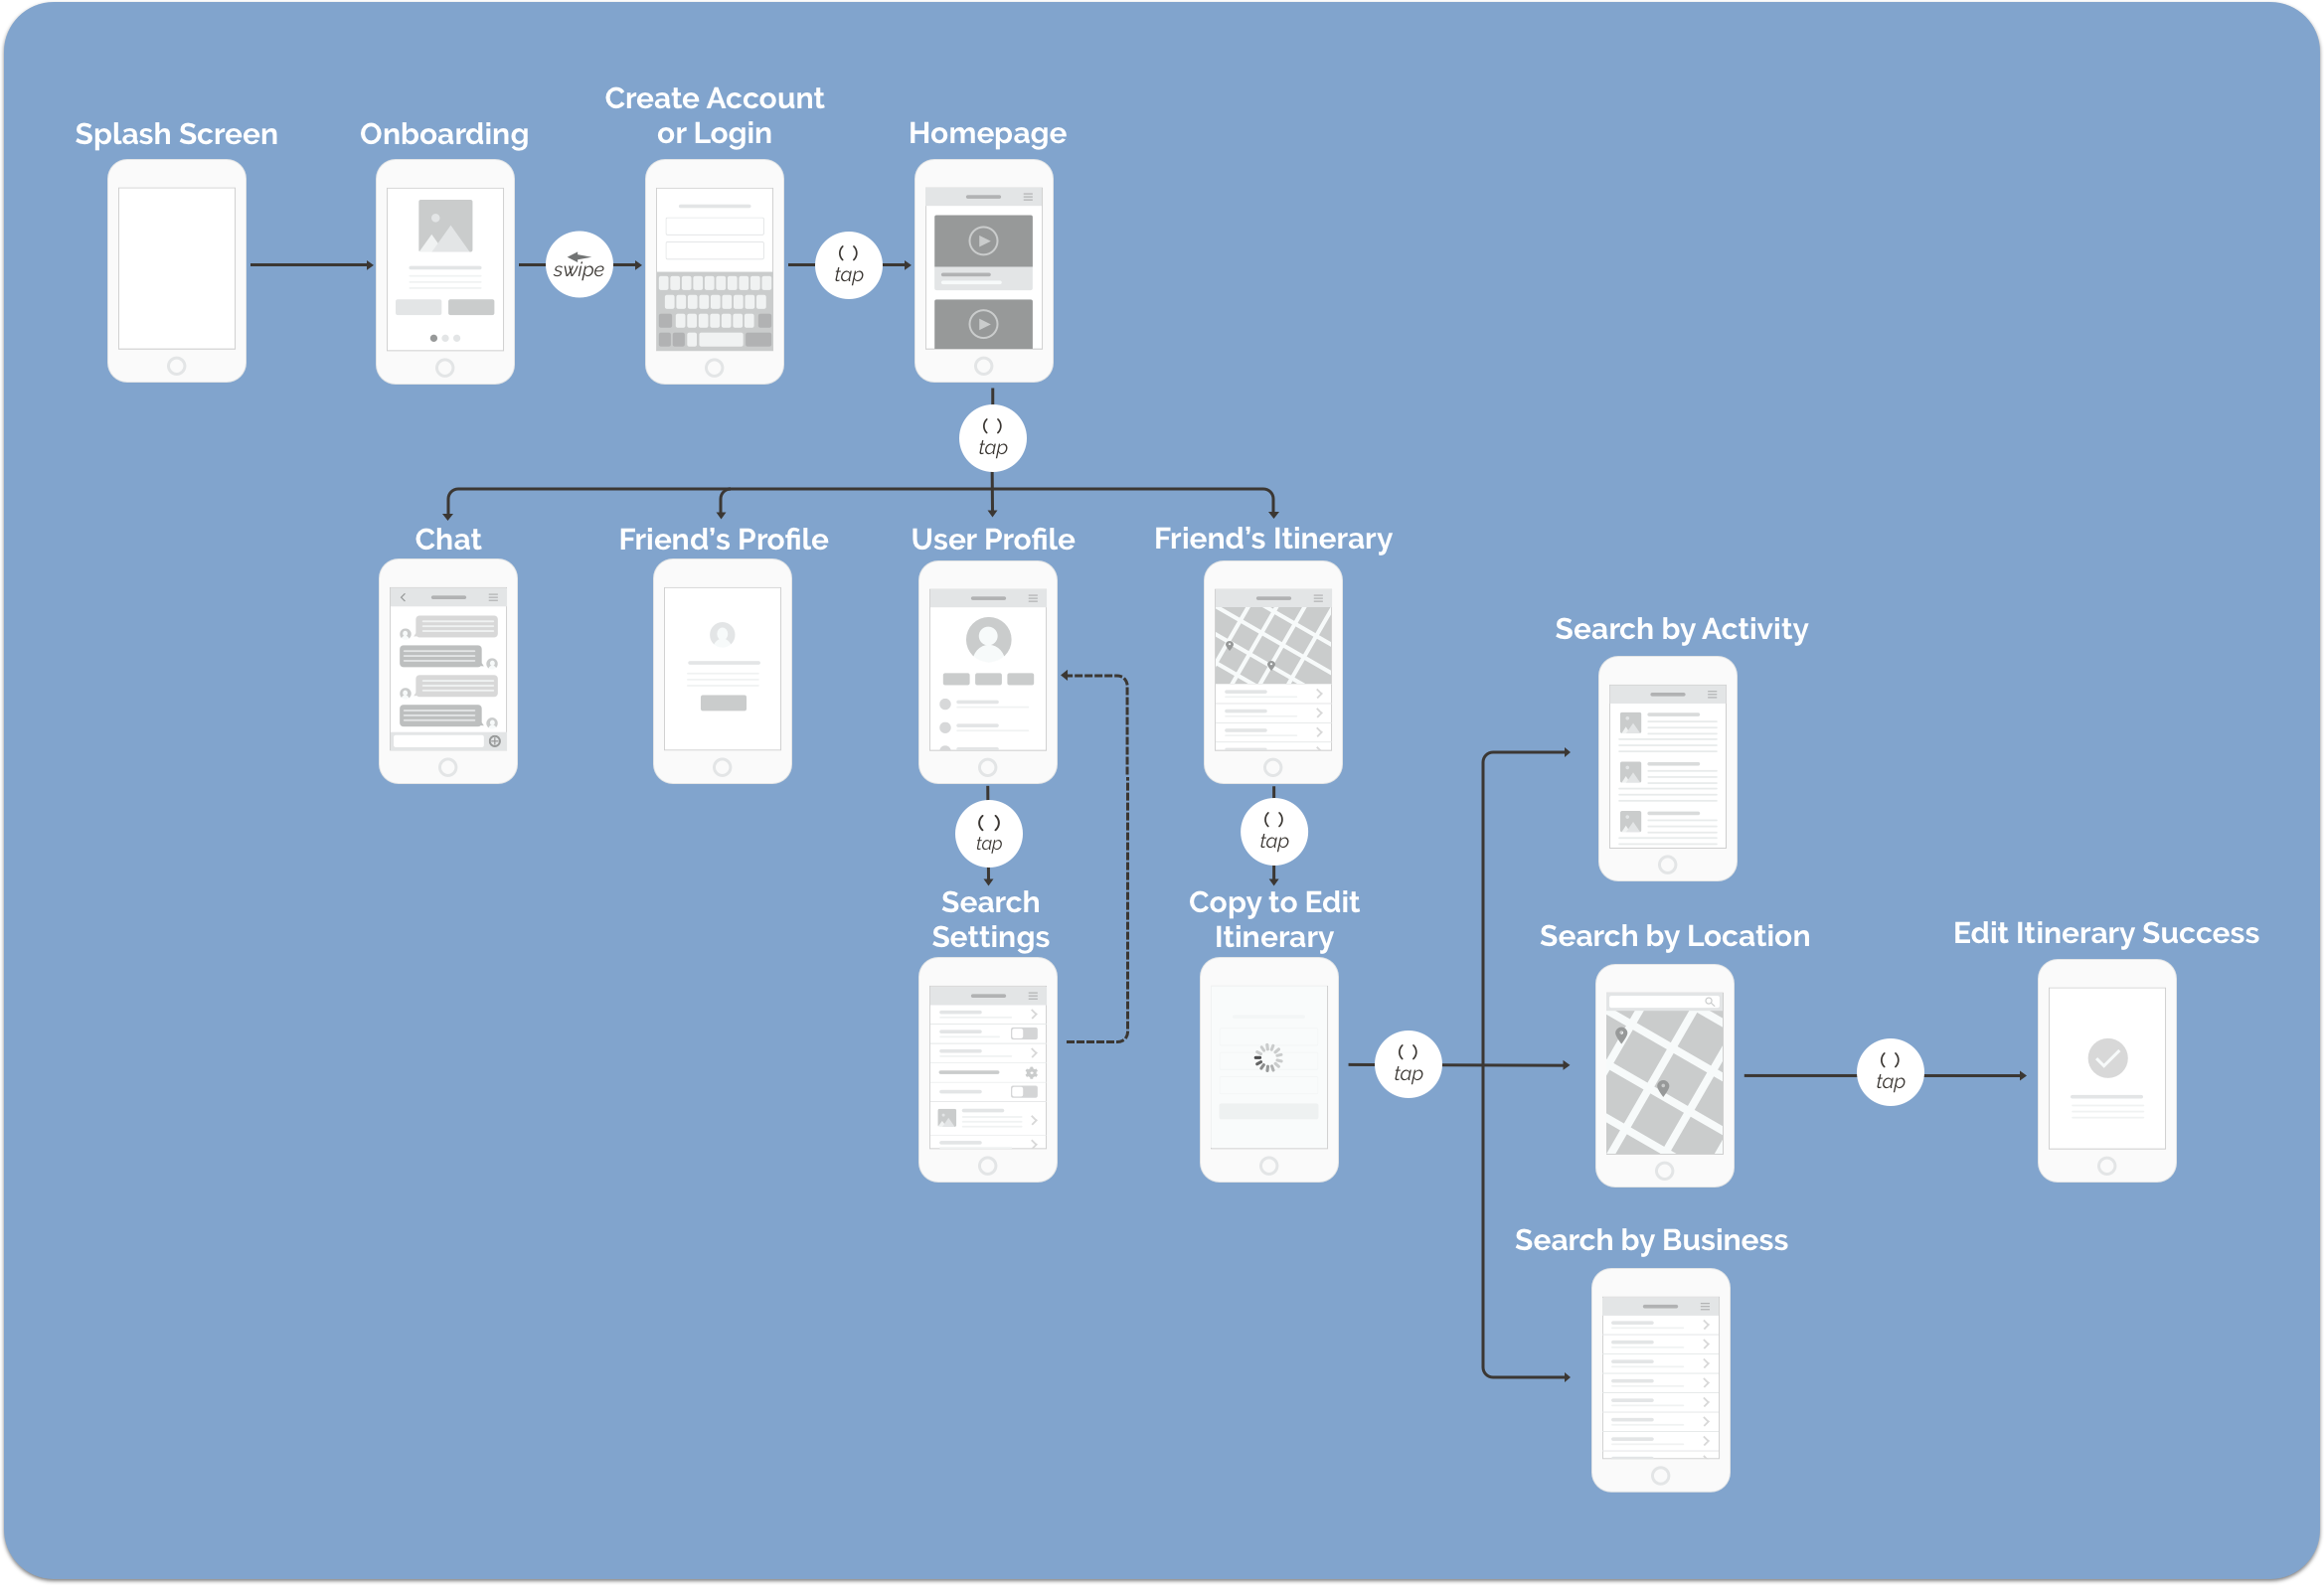 Splash Screen
Onboarding
Create Account
or Login
Homepage
swipe
tap
tap
Chat
Friend’s Profile
User Profile
Friend’s Itinerary
Search by Activity
tap
tap
Search
Settings
Copy to Edit
Itinerary
Search by Location
Edit Itinerary Success
tap
tap
Search by Business